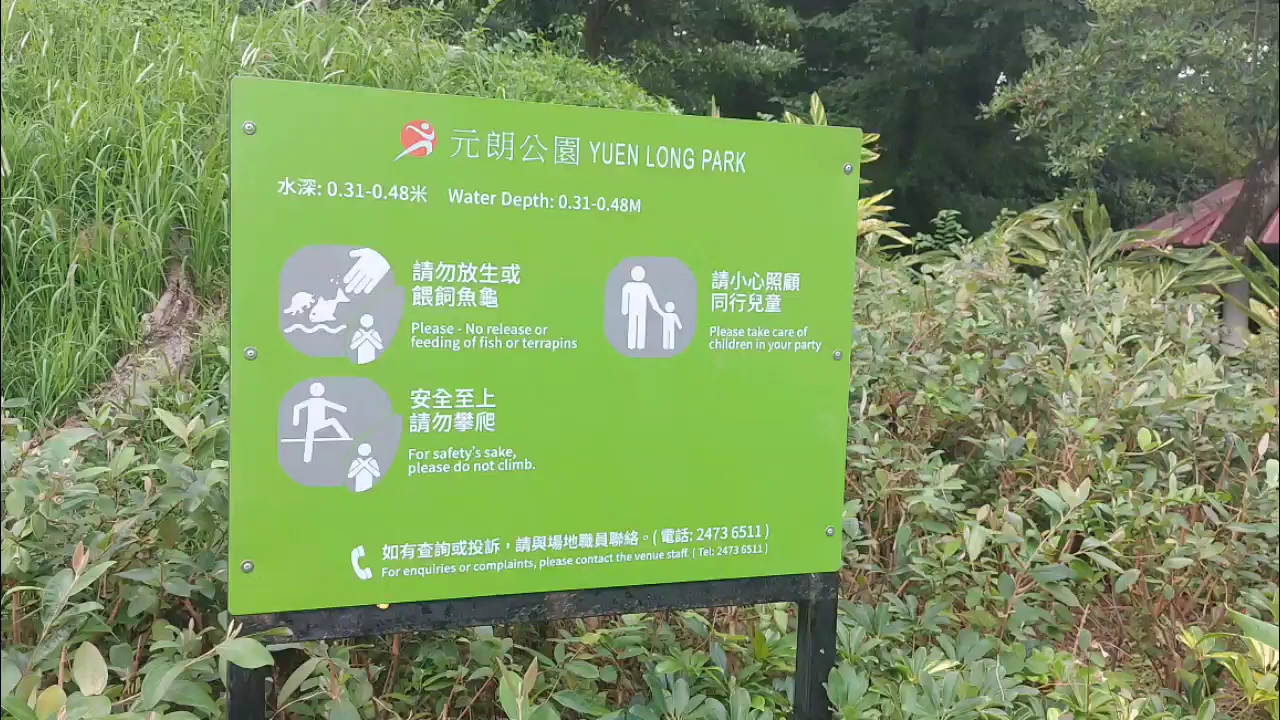 元朗公園 YUEN LONG PARK
水深: 0.31-0.48米 Water Depth: 0.31-0.48M
請勿放生或
餵飼魚龜
Please - No release or
feeding of fish or terrapins
請小心照顧
同行兒童
Please take care of
children in your party
安全至上
請勿攀爬
For safety's sake,
please do not climb.
如有查詢或投訴，請與場地職員聯絡。( 電話: 2473 6511 )
For enquiries or complaints, please contact the venue staff. ( Tel: 2473 6511 )